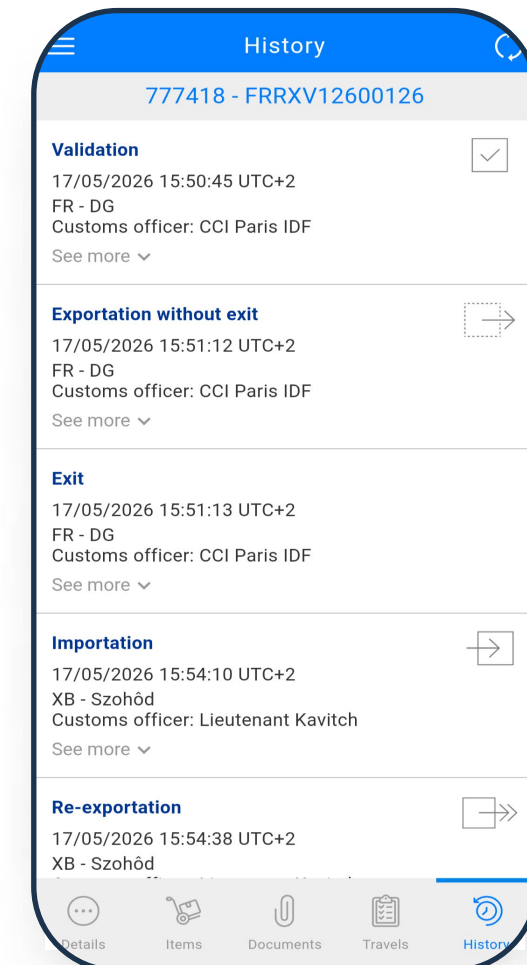 History
777418 - FRRXV12600126
Validation
17/05/2026 15:50:45 UTC+2
FR - DG
Customs officer: CCI Paris IDF
See more
Exportation without exit
17/05/2026 15:51:12 UTC+2
FR - DG
Customs officer: CCI Paris IDF
See more
Exit
17/05/2026 15:51:13 UTC+2
FR - DG
Customs officer: CCI Paris IDF
See more
Importation
17/05/2026 15:54:10 UTC+2
XB - Szohôd
Customs officer: Lieutenant Kavitch
See more
Re-exportation
17/05/2026 15:54:38 UTC+2
XB - Szohôd
Details Items Documents Travels History